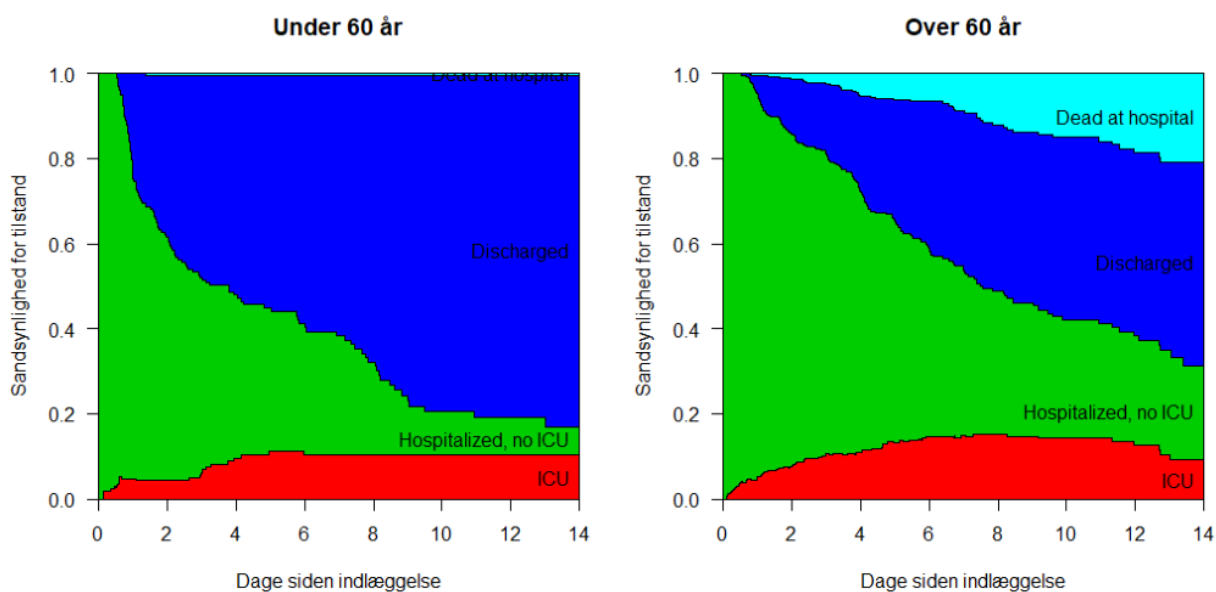 Under 60 år
Sandsynlighed for tilstand
1.0
0.8
0.6
0.4
0.2
0.0
Dead at hospital
Discharged
Hospitalized, no ICU
ICU
0 2 4 6 8 10 12 14
Dage siden indlæggelse
Over 60 år
Sandsynlighed for tilstand
1.0
0.8
0.6
0.4
0.2
0.0
Dead at hospital
Discharged
Hospitalized, no ICU
ICU
0 2 4 6 8 10 12 14
Dage siden indlæggelse